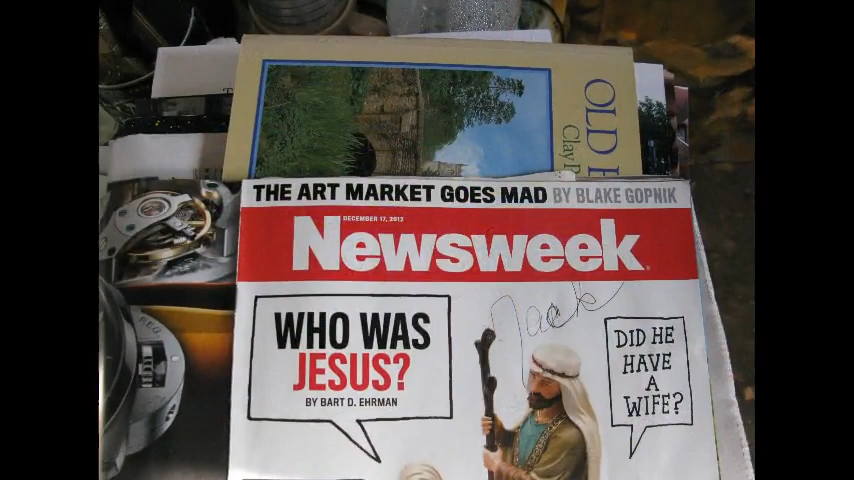 OLD
Clay
THE ART MARKET GOES MAD BY BLAKE GOPNIK
DECEMBER 17, 2012
Newsweek
Jack
WHO WAS
JESUS?
BY BART D. EHRMAN
DID HE
HAVE
A
WIFE?
REG.